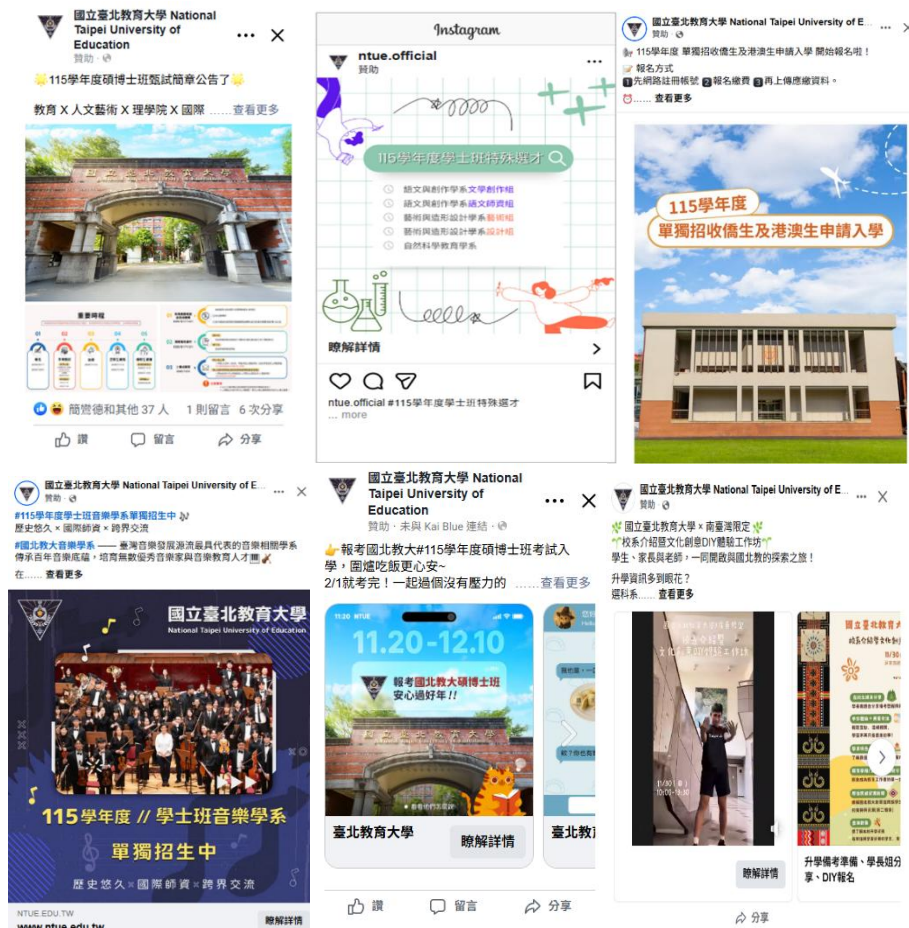 國立臺北教育大學 National
Taipei University of
Education
贊助
115學年度碩博士班甄試簡章公告了
教育 X 人文藝術 X 理學院 X 國際 ……查看更多
國立臺北教育大學
重要時程
01 02 03 04 05
簡嚳德和其他 37 人 1 則留言 6 次分享
讚 留言 分享
Instagram
ntue.official
贊助
115學年度學士班特殊選才
語文與創作學系文學創作組
語文與創作學系語文師資組
藝術與造形設計學系藝術組
藝術與造形設計學系設計組
自然科學教育學系
瞭解詳情
ntue.official #115學年度學士班特殊選才
... more
國立臺北教育大學 National Taipei University of E...
贊助
115學年度 單獨招收僑生及港澳生申請入學 開始報名啦！
報名方式
1先網路註冊帳號 2報名繳費 3再上傳應繳資料。
…… 查看更多
115學年度
單獨招收僑生及港澳生申請入學
國立臺北教育大學 National Taipei University of E...
贊助
#115學年度學士班音樂學系單獨招生中
歷史悠久 × 國際師資 × 跨界交流
#國北教大音樂學系 —— 臺灣音樂發展源流最具代表的音樂相關學系
傳承百年音樂底蘊，培育無數優秀音樂家與音樂教育人才
在…… 查看更多
國立臺北教育大學
National Taipei University of Education
115學年度 // 學士班音樂學系
單獨招生中
歷史悠久×國際師資×跨界交流
NTUE.EDU.TW
www.ntue.edu.tw
瞭解詳情
國立臺北教育大學 National
Taipei University of
Education
贊助 · 未與 Kai Blue 連結
報考國北教大#115學年度碩博士班考試入
學，圍爐吃飯更心安~
2/1就考完！一起過個沒有壓力的 ……查看更多
11:20 NTUE
11.20-12.10
報考國北教大碩博士班
安心過好年!!
臺北教育大學
瞭解詳情
臺北教
讚 留言 分享
國立臺北教育大學 National Taipei University of E...
贊助
國立臺北教育大學 × 南臺灣限定
校系介紹暨文化創意DIY體驗工作坊
學生、家長與老師，一同開啟與國北教的探索之旅！
升學資訊多到眼花？
選科系…… 查看更多
國立臺北教育大
11/30
瞭解詳情
升學備考準備、學長姐分
享、DIY報名
分享